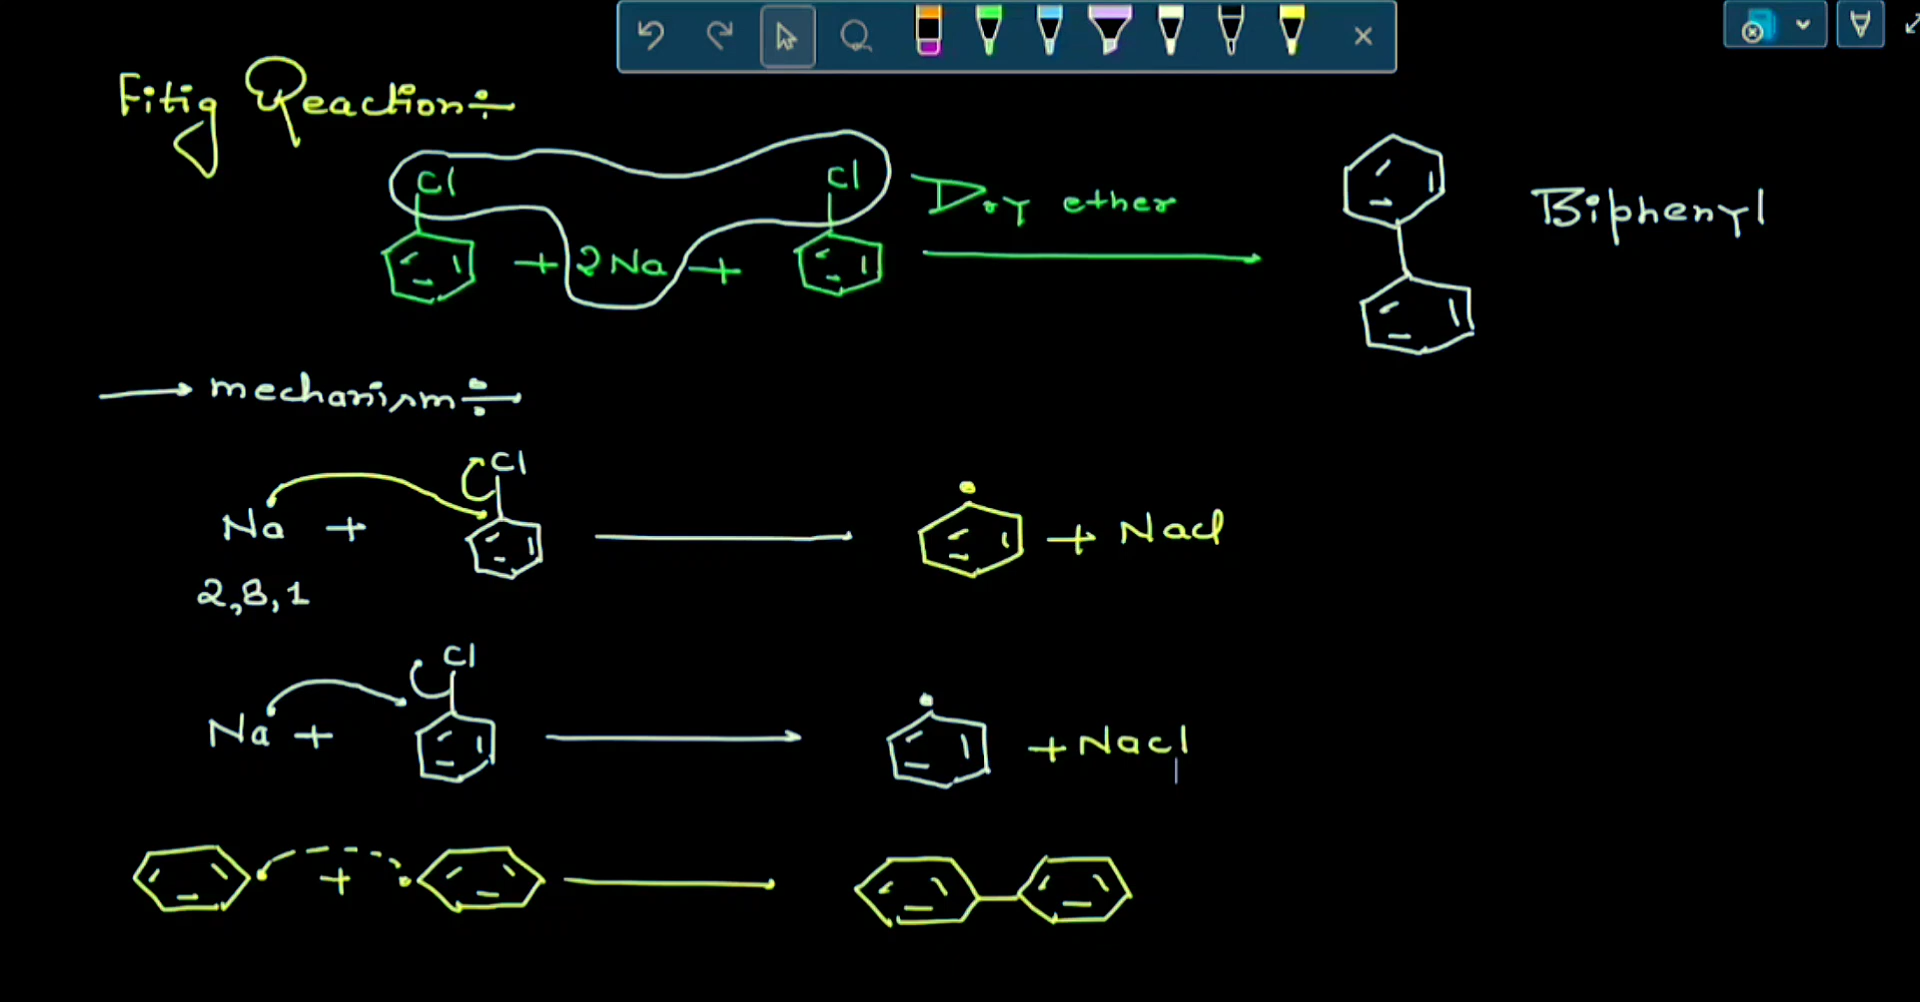 Fitig Reaction÷
Cl Cl
+ 2Na + Dry ether Biphenyl
→ mechanism÷
Cl
Na + + Nacl
2,8,1
Cl
Na + + Nacl
+